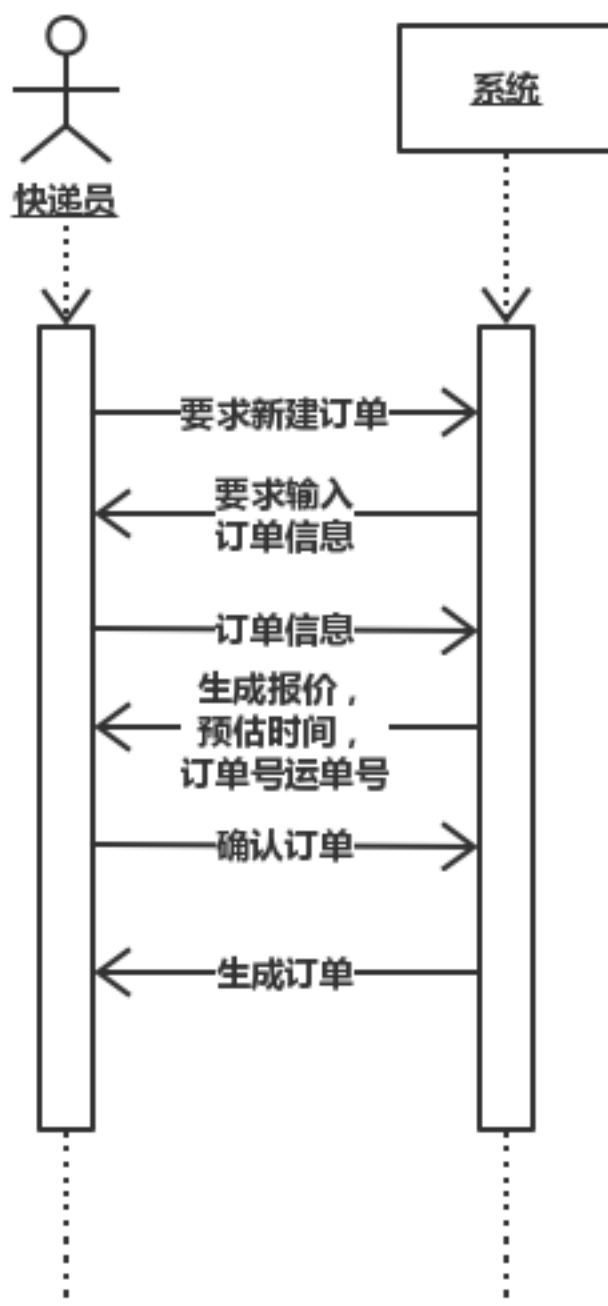 系统
快递员
要求新建订单
要求输入
订单信息
订单信息
生成报价，
预估时间，
订单号运单号
确认订单
生成订单